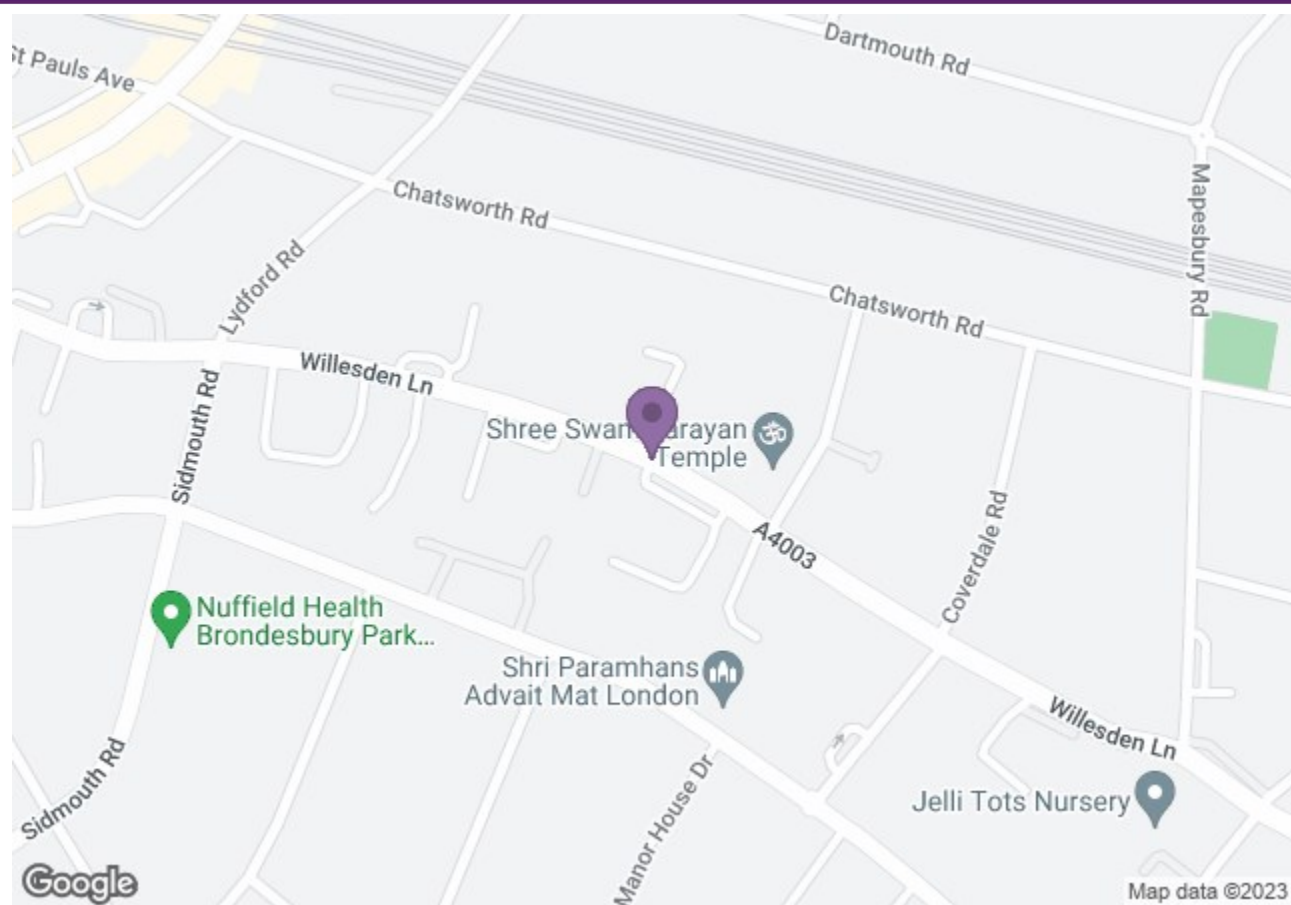 Dartmouth Rd
St Pauls Ave
Chatsworth Rd
Mapesbury Rd
Lydford Rd
Chatsworth Rd
Willesden Ln
Sidmouth Rd
Shree Swaminarayan
Temple
A4003
Coverdale Rd
Nuffield Health
Brondesbury Park...
Shri Paramhans
Advait Mat London
Willesden Ln
Sidmouth Rd
Manor House Dr
Jelli Tots Nursery
Google
Map data ©2023